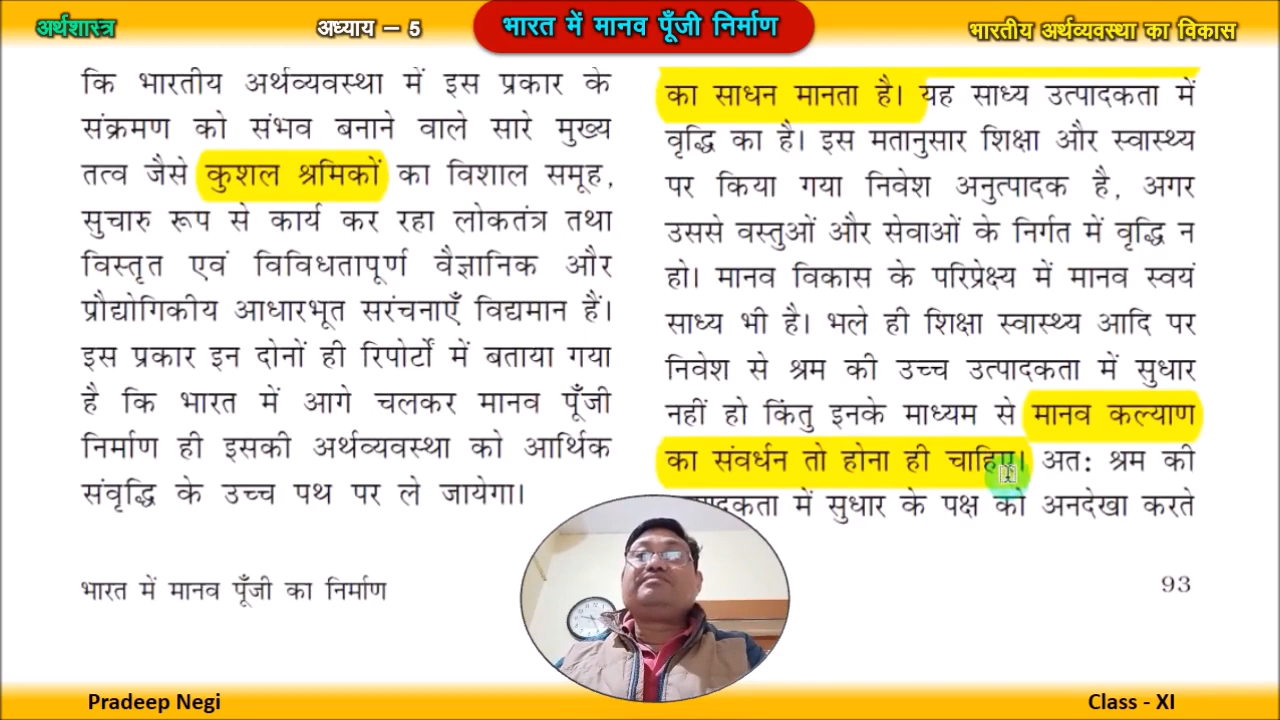 अर्थशास्त्र
अध्याय – 5
भारत में मानव पूँजी निर्माण
भारतीय अर्थव्यवस्था का विकास
कि भारतीय अर्थव्यवस्था में इस प्रकार के
संक्रमण को संभव बनाने वाले सारे मुख्य
तत्व जैसे कुशल श्रमिकों का विशाल समूह,
सुचारु रूप से कार्य कर रहा लोकतंत्र तथा
विस्तृत एवं विविधतापूर्ण वैज्ञानिक और
प्रौद्योगिकीय आधारभूत सरंचनाएँ विद्यमान हैं।
इस प्रकार इन दोनों ही रिपोर्टों में बताया गया
है कि भारत में आगे चलकर मानव पूँजी
निर्माण ही इसकी अर्थव्यवस्था को आर्थिक
संवृद्धि के उच्च पथ पर ले जायेगा।
भारत में मानव पूँजी का निर्माण
का साधन मानता है। यह साध्य उत्पादकता में
वृद्धि का है। इस मतानुसार शिक्षा और स्वास्थ्य
पर किया गया निवेश अनुत्पादक है, अगर
उससे वस्तुओं और सेवाओं के निर्गत में वृद्धि न
हो। मानव विकास के परिप्रेक्ष्य में मानव स्वयं
साध्य भी है। भले ही शिक्षा स्वास्थ्य आदि पर
निवेश से श्रम की उच्च उत्पादकता में सुधार
नहीं हो किंतु इनके माध्यम से मानव कल्याण
का संवर्धन तो होना ही चाहिए। अत: श्रम की
में सुधार के पक्ष को अनदेखा करते
93
Pradeep Negi
Class - XI